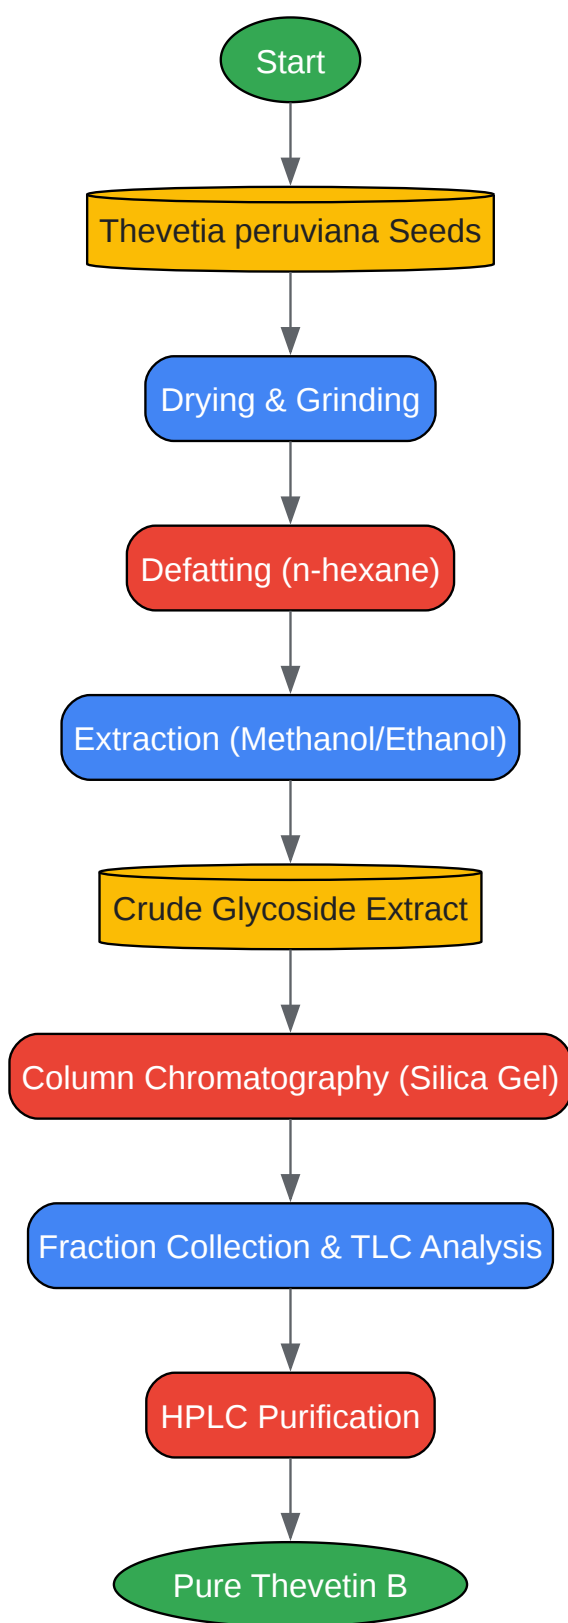 Start
Thevetia peruviana Seeds
Drying & Grinding
Defatting (n-hexane)
Extraction (Methanol/Ethanol)
Crude Glycoside Extract
Column Chromatography (Silica Gel)
Fraction Collection & TLC Analysis
HPLC Purification
Pure Thevetin B